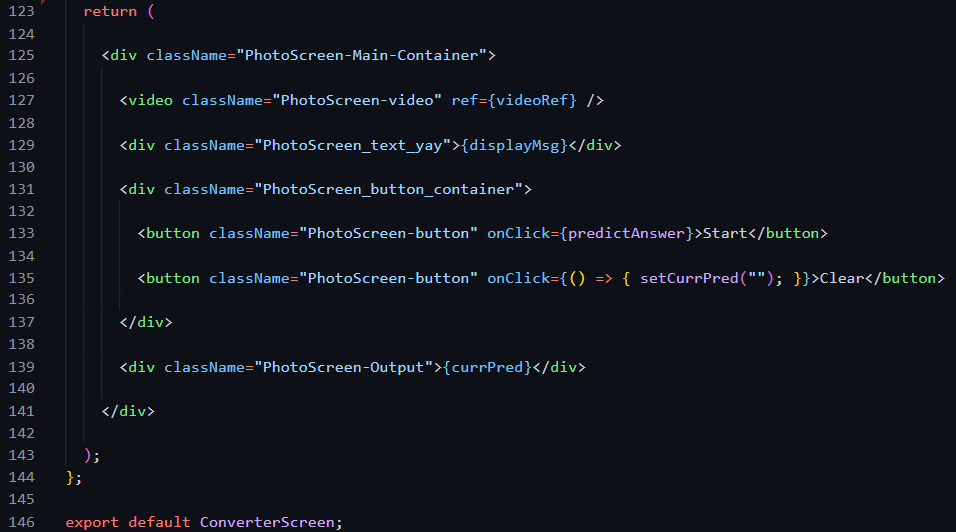 123 return (
124
125 <div className="PhotoScreen-Main-Container">
126
127 <video className="PhotoScreen-video" ref={videoRef} />
128
129 <div className="PhotoScreen_text_yay">{displayMsg}</div>
130
131 <div className="PhotoScreen_button_container">
132
133 <button className="PhotoScreen-button" onClick={predictAnswer}>Start</button>
134
135 <button className="PhotoScreen-button" onClick={() => { setCurrPred(""); }}>Clear</button>
136
137 </div>
138
139 <div className="PhotoScreen-Output">{currPred}</div>
140
141 </div>
142
143 );
144 };
145
146 export default ConverterScreen;